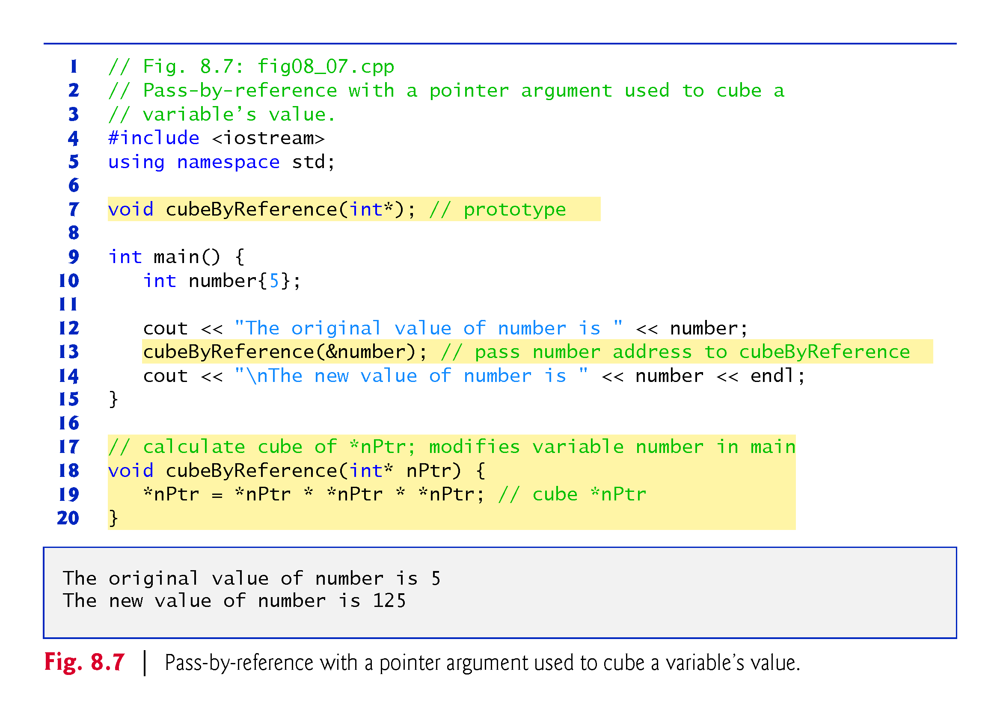 1 // Fig. 8.7: fig08_07.cpp
2 // Pass-by-reference with a pointer argument used to cube a
3 // variable’s value.
4 #include <iostream>
5 using namespace std;
6
7 void cubeByReference(int*); // prototype
8
9 int main() {
10    int number{5};
11
12    cout << "The original value of number is " << number;
13    cubeByReference(&number); // pass number address to cubeByReference
14    cout << "\nThe new value of number is " << number << endl;
15 }
16
17 // calculate cube of *nPtr; modifies variable number in main
18 void cubeByReference(int* nPtr) {
19    *nPtr = *nPtr * *nPtr * *nPtr; // cube *nPtr
20 }
The original value of number is 5
The new value of number is 125
Fig. 8.7 | Pass-by-reference with a pointer argument used to cube a variable’s value.